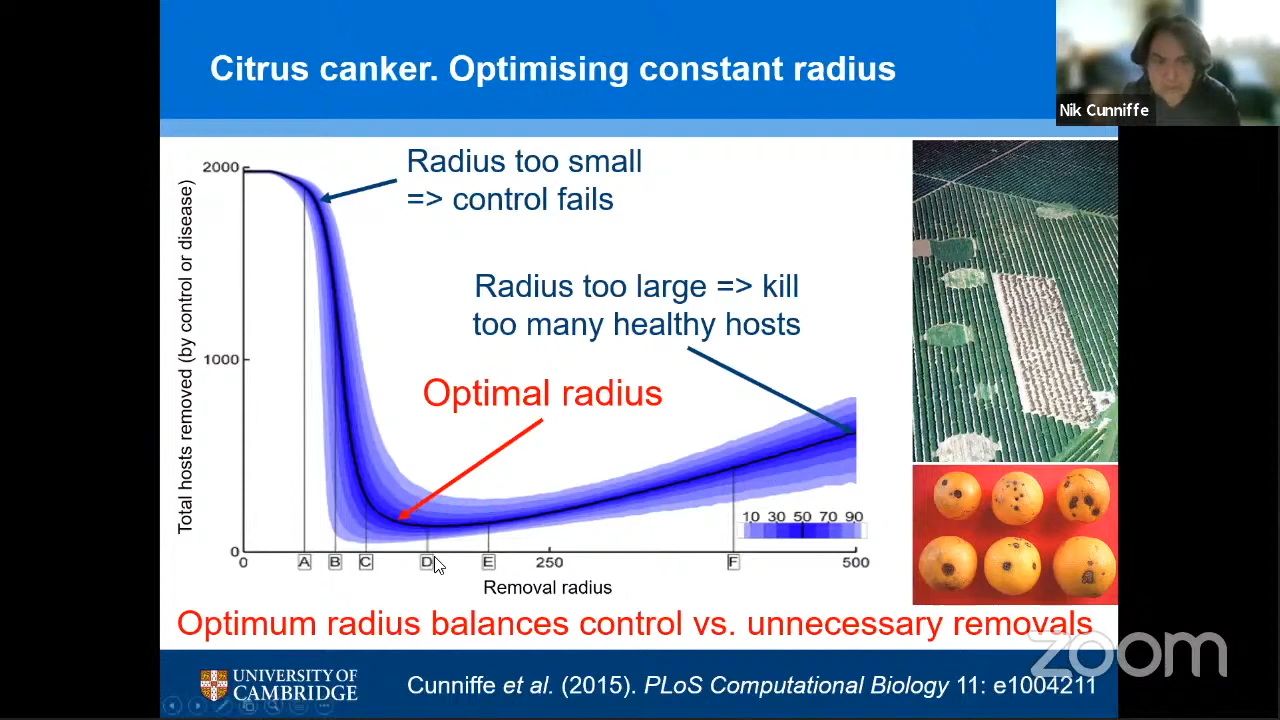 Citrus canker. Optimising constant radius
Nik Cunniffe
Total hosts removed (by control or disease)
2000
1000
0
Radius too small
=> control fails
Radius too large => kill
too many healthy hosts
Optimal radius
10 30 50 70 90
0 A B C D E 250 F 500
Removal radius
Optimum radius balances control vs. unnecessary removals
zoom
UNIVERSITY OF
CAMBRIDGE
Cunniffe et al. (2015). PLoS Computational Biology 11: e1004211